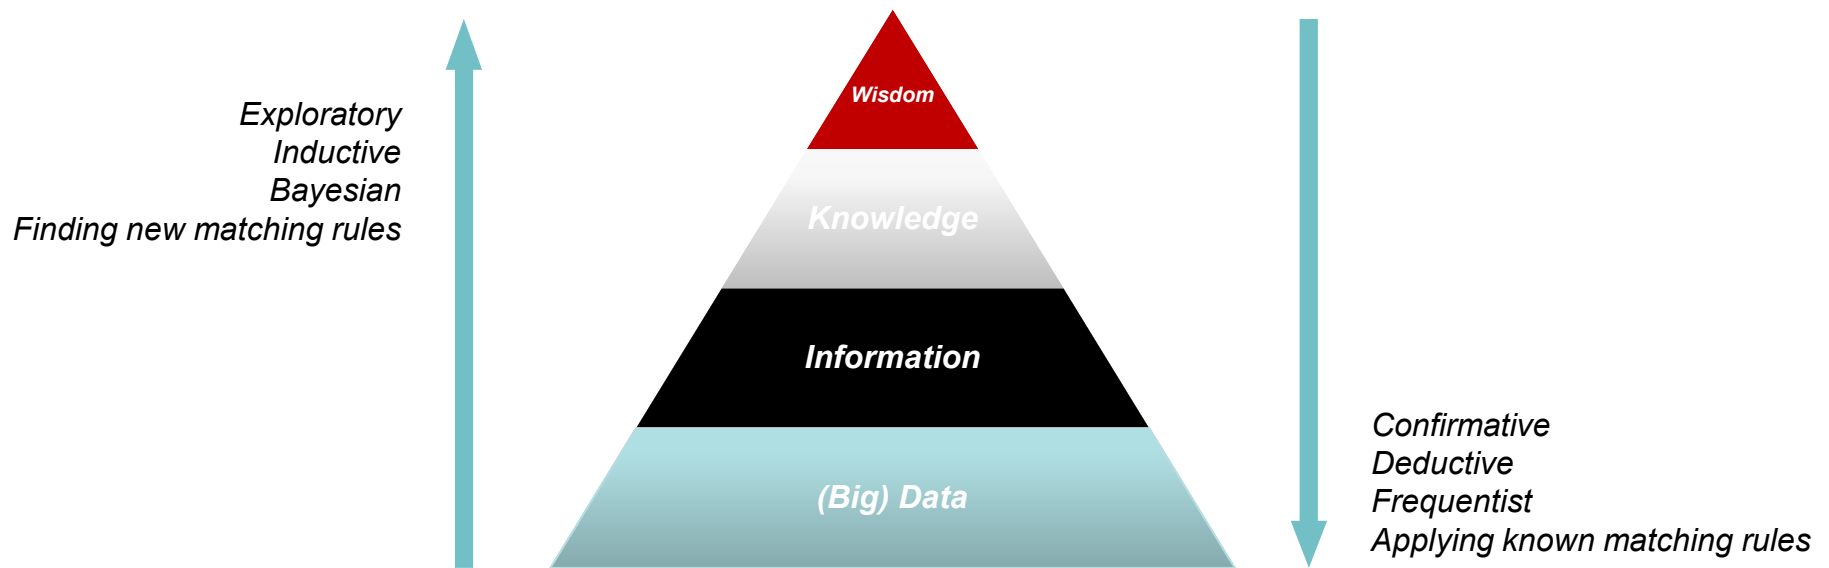 Exploratory
Inductive
Bayesian
Finding new matching rules
Wisdom
Knowledge
Information
(Big) Data
Confirmative
Deductive
Frequentist
Applying known matching rules